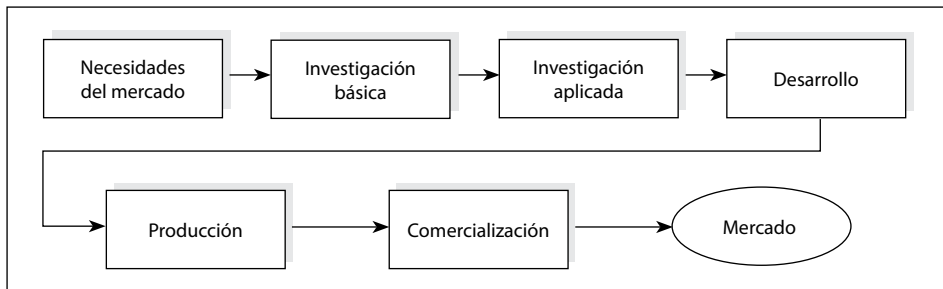 Necesidades
del mercado
Investigación
básica
Investigación
aplicada
Desarrollo
Producción
Comercialización
Mercado